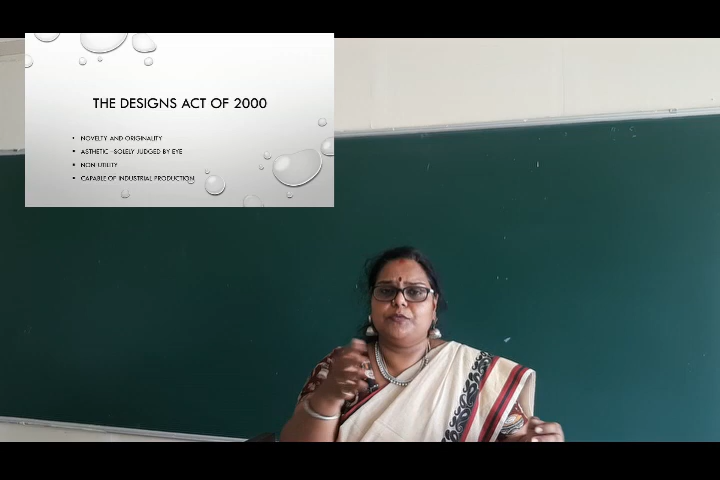 THE DESIGNS ACT OF 2000
• NOVELTY AND ORIGINALITY
• ASTHETIC -SOLELY JUDGED BY EYE
• NON UTILITY
• CAPABLE OF INDUSTRIAL PRODUCTION